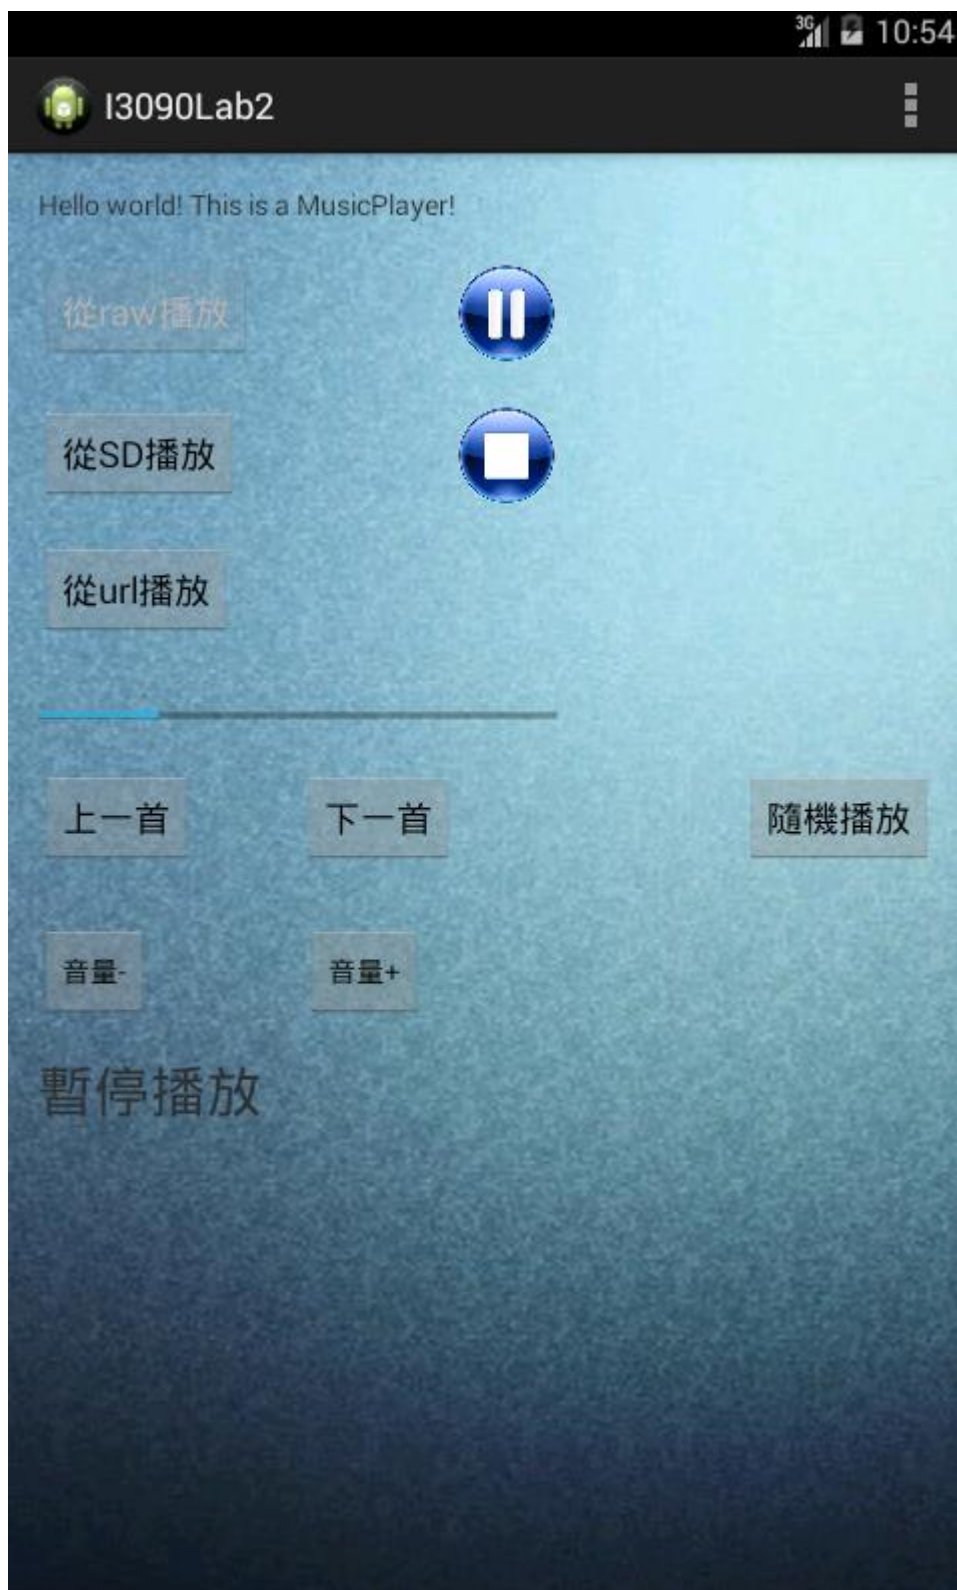 3G 10:54
I3090Lab2
Hello world! This is a MusicPlayer!
從raw播放
從SD播放
從url播放
上一首 下一首 隨機播放
音量- 音量+
暫停播放